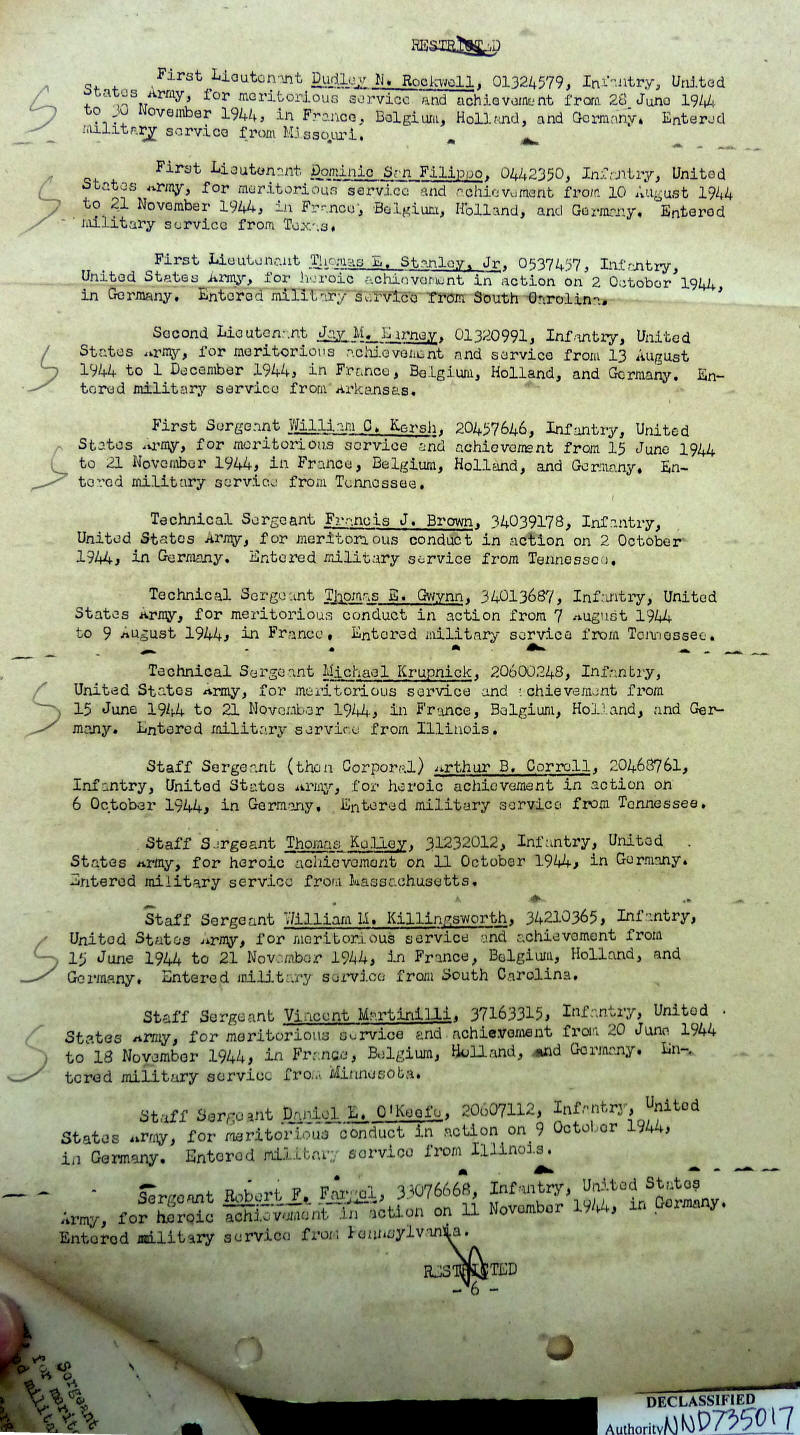 RESTRICTED
First Lieutenant Dudley N. Rockwell, 01324579, Infantry, United
States Army, for meritorious service and achievement from 28 June 1944
to 30 November 1944, in France, Belgium, Holland, and Germany. Entered
military service from Missouri.
First Lieutenant Dominic San Filippo, 0442350, Infantry, United
States Army, for meritorious service and achievement from 10 August 1944
to 21 November 1944, in France, Belgium, Holland, and Germany. Entered
military service from Texas.
First Lieutenant Thomas E. Stanley, Jr, 0537457, Infantry,
United States Army, for heroic achievement in action on 2 October 1944,
in Germany. Entered military service from South Carolina.
Second Lieutenant Jay M. 01320991, Infantry, United
States Army, for meritorious achievement and service from 13 August
1944 to 1 December 1944, in France, Belgium, Holland, and Germany. En-
tered military service from Arkansas.
First Sergeant William C. Kersh, 20457646, Infantry, United
States Army, for meritorious service and achievement from 15 June 1944
to 21 November 1944, in France, Belgium, Holland, and Germany. En-
tered military service from Tennessee.
Technical Sergeant Francis J. Brown, 34039178, Infantry,
United States Army, for meritorious conduct in action on 2 October
1944, in Germany. Entered military service from Tennessee.
Technical Sergeant Thomas E. Gwynn, 34013687, Infantry, United
States Army, for meritorious conduct in action from 7 August 1944
to 9 August 1944, in France. Entered military service from Tennessee.
Technical Sergeant Michael Krupnick, 20600248, Infantry,
United States Army, for meritorious service and achievement from
15 June 1944 to 21 November 1944, in France, Belgium, Holland, and Ger-
many. Entered military service from Illinois.
Staff Sergeant (then Corporal) Arthur B. Correll, 20468761,
Infantry, United States Army, for heroic achievement in action on
6 October 1944, in Germany. Entered military service from Tennessee.
Staff Sergeant Thomas Kelley, 31232012, Infantry, United
States Army, for heroic achievement on 11 October 1944, in Germany.
Entered military service from Massachusetts.
Staff Sergeant William M. Killingsworth, 34210365, Infantry,
United States Army, for meritorious service and achievement from
15 June 1944 to 21 November 1944, in France, Belgium, Holland, and
Germany. Entered military service from South Carolina.
Staff Sergeant Vincent Martinilli, 37163315, Infantry, United
States Army, for meritorious service and achievement from 20 June 1944
to 18 November 1944, in France, Belgium, Holland, and Germany. En-
tered military service from Minnesota.
Staff Sergeant Daniel E. O'Keefe, 20607112, Infantry, United
States Army, for meritorious conduct in action on 9 October 1944,
in Germany. Entered military service from Illinois.
Sergeant Robert F. 33076668, Infantry, United States
Army, for heroic achievement in action on 11 November 1944, in Germany.
Entered military service from Pennsylvania.
RESTRICTED
- 6 -
Sergeant
for merit
DECLASSIFIED
Authority NND735017